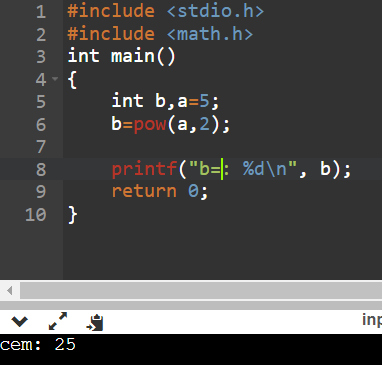 1 #include <stdio.h>
2 #include <math.h>
3 int main()
4 {
5 int b,a=5;
6 b=pow(a,2);
7
8 printf("b=: %d\n", b);
9 return 0;
10 }
inp
cem: 25